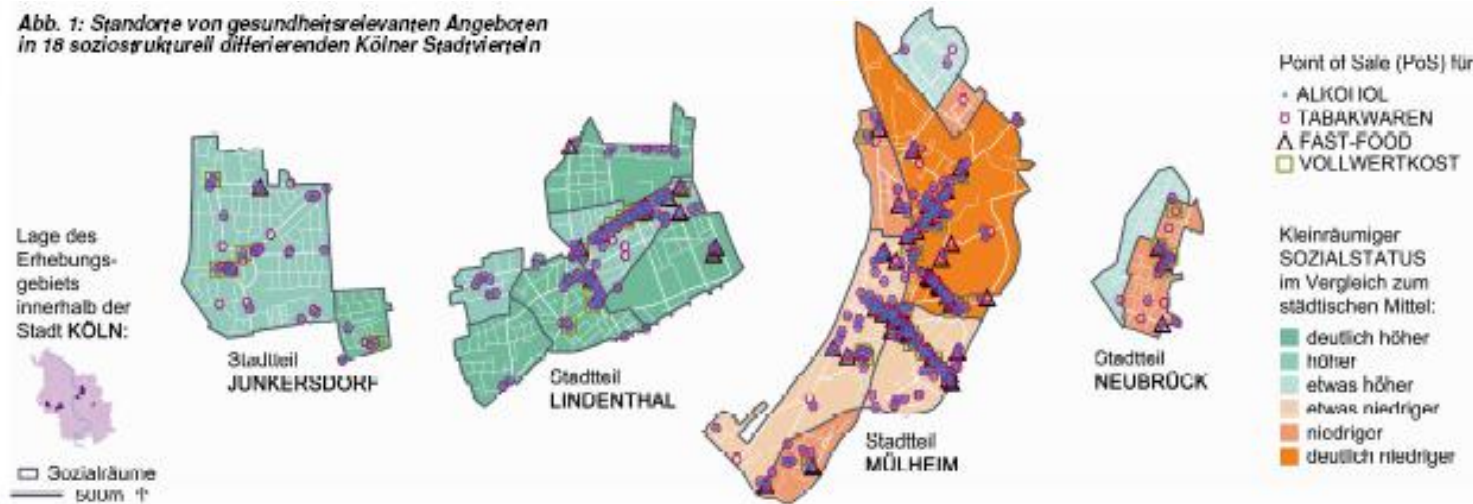 Abb. 1: Standorte von gesundheitsrelevanten Angeboten
in 18 soziostrukturell differierenden Kölner Stadtvierteln
Point of Sale (PoS) für
ALKOHOL
TABAKWAREN
FAST-FOOD
VOLLWERTKOST
Lage des
Erhebungs-
gebiets
innerhalb der
Stadt KÖLN:
Sozialräume
500m
Stadtteil
JUNKERSDORF
Stadtteil
LINDENTHAL
Stadtteil
MÜLHEIM
Stadtteil
NEUBRÜCK
Kleinräumiger
SOZIALSTATUS
im Vergleich zum
städtischen Mittel:
deutlich höher
höher
etwas höher
etwas niedriger
niedriger
deutlich niedriger